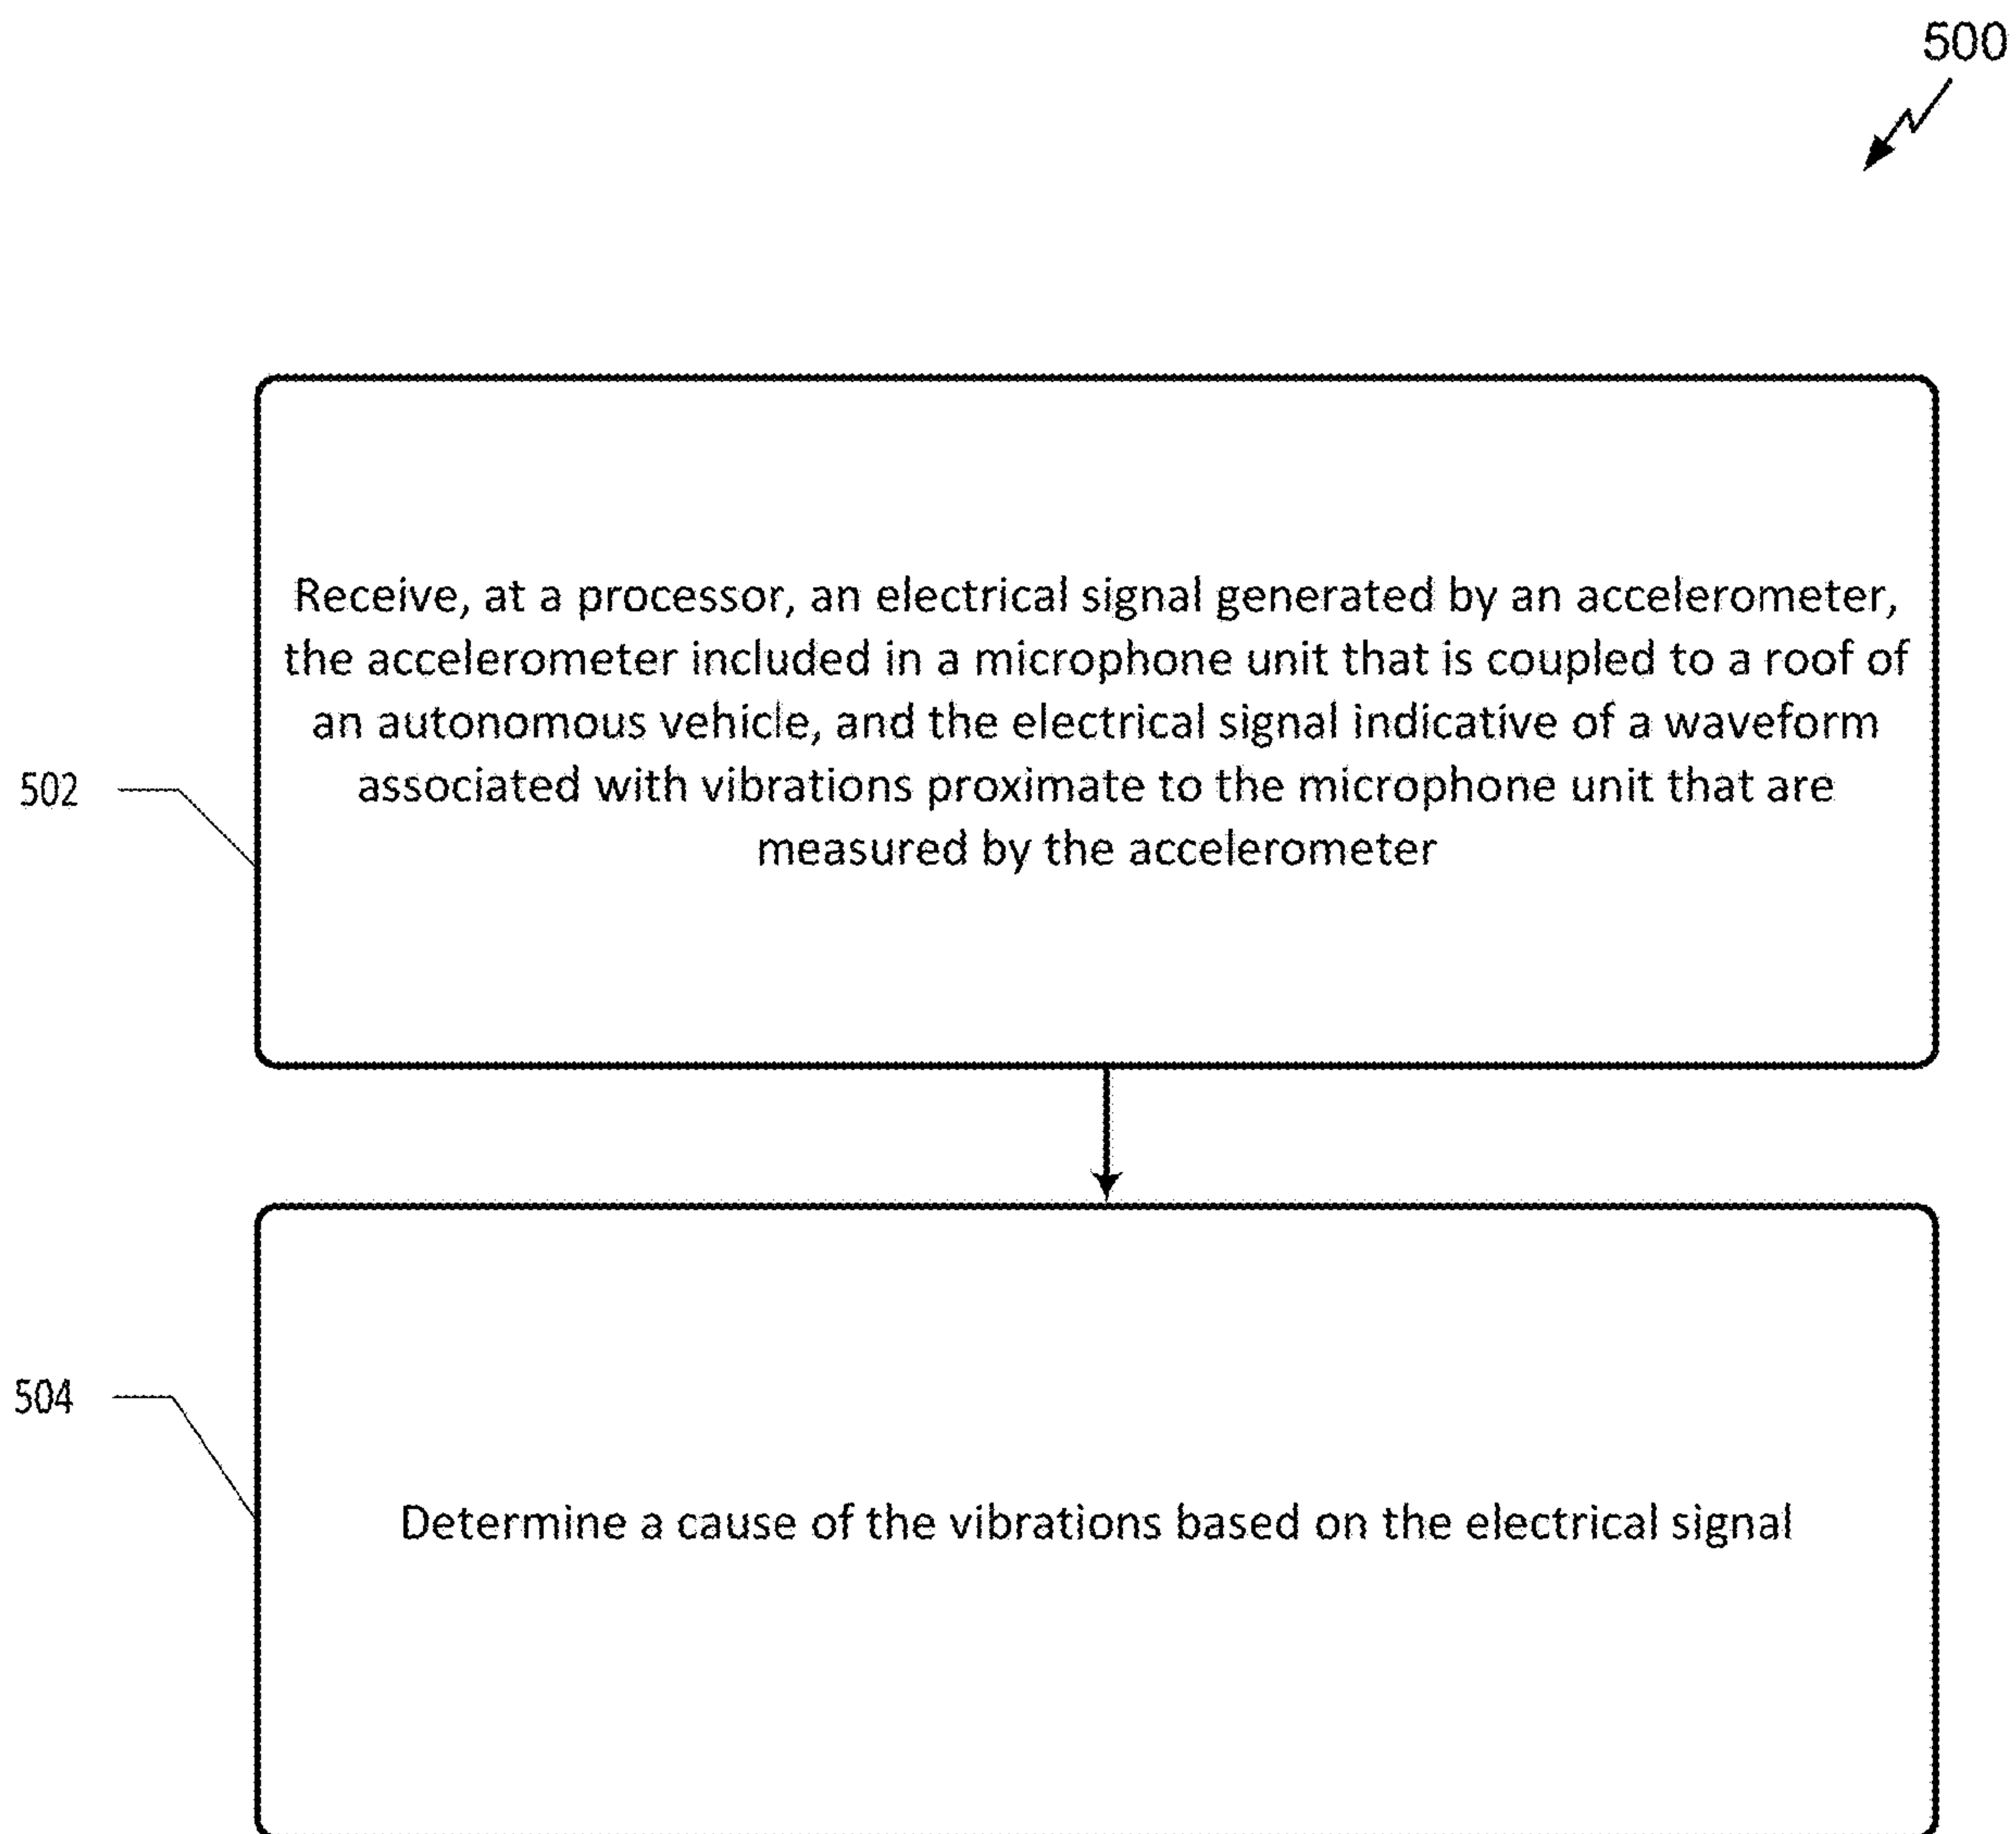 500
Receive, at a processor, an electrical signal generated by an accelerometer,
the accelerometer included in a microphone unit that is coupled to a roof of
an autonomous vehicle, and the electrical signal indicative of a waveform
associated with vibrations proximate to the microphone unit that are
measured by the accelerometer
502
Determine a cause of the vibrations based on the electrical signal
504